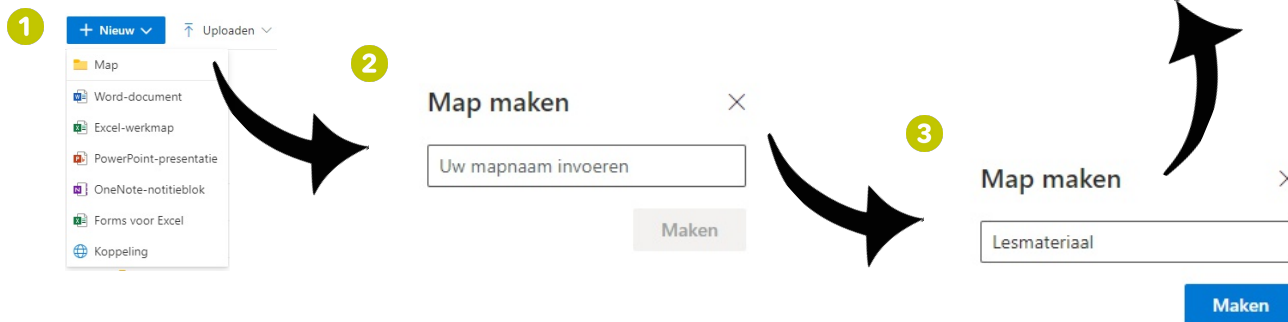 1
+ Nieuw
Uploaden
Map
Word-document
Excel-werkmap
PowerPoint-presentatie
OneNote-notitieblok
Forms voor Excel
Koppeling
2
Map maken
Uw mapnaam invoeren
Maken
3
Map maken
Lesmateriaal
Maken